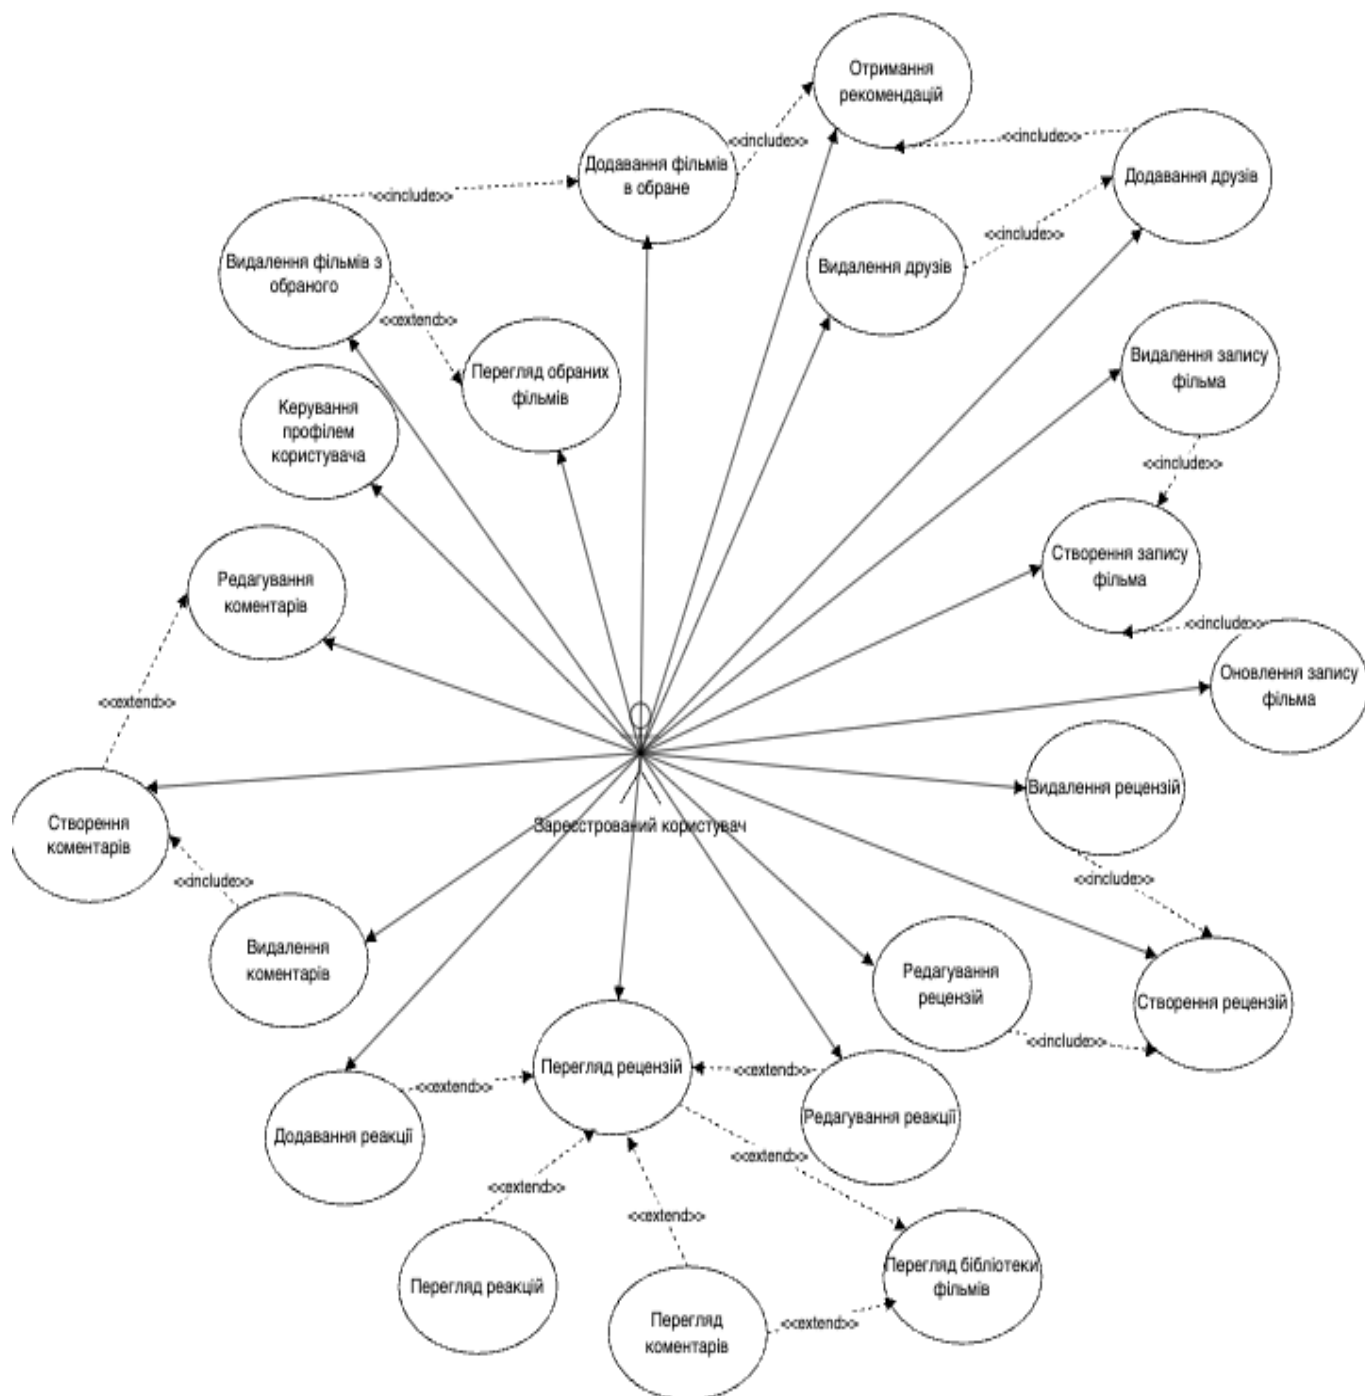 Отримання
рекомендацій
<<include>>
<<include>>
Додавання фільмів
в обране
Додавання друзів
<<include>>
<<include>>
Видалення фільмів з
обраного
Видалення друзів
<<extend>>
Перегляд обраних
фільмів
Видалення запису
фільма
Керування
профілем
користувача
<<include>>
Створення запису
фільма
Редагування
коментарів
<<include>>
Оновлення запису
фільма
<<extend>>
Видалення рецензій
Зареєстрований користувач
Створення
коментарів
<<include>>
<<include>>
Видалення
коментарів
Редагування
рецензій
Створення рецензій
<<include>>
Перегляд рецензій
<<extend>>
<<extend>>
Додавання реакції
Редагування реакції
<<extend>>
<<extend>>
<<extend>>
Перегляд реакцій
Перегляд бібліотеки
фільмів
Перегляд
коментарів
<<extend>>